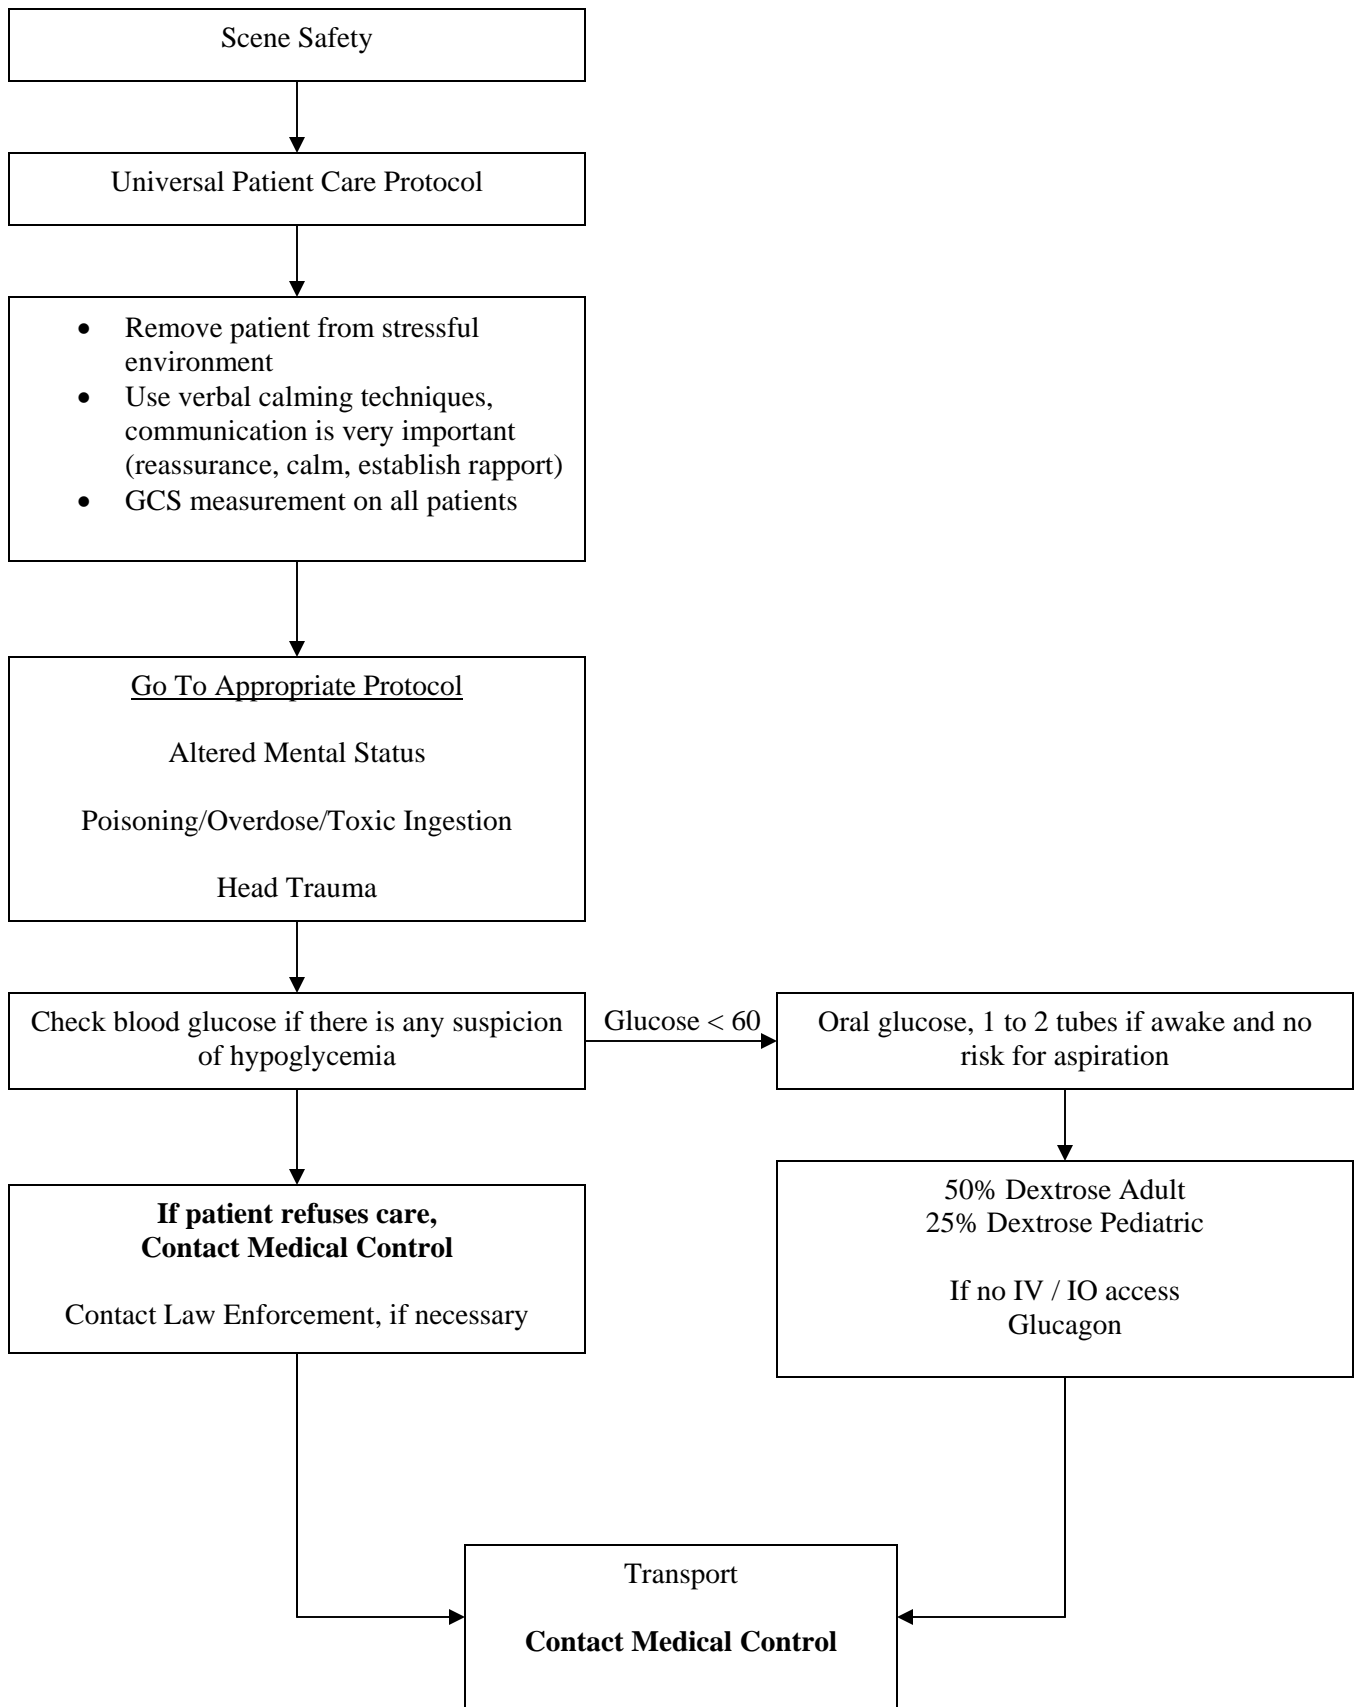 Scene Safety
Universal Patient Care Protocol
• Remove patient from stressful
environment
• Use verbal calming techniques,
communication is very important
(reassurance, calm, establish rapport)
• GCS measurement on all patients
Go To Appropriate Protocol
Altered Mental Status
Poisoning/Overdose/Toxic Ingestion
Head Trauma
Check blood glucose if there is any suspicion
of hypoglycemia
Glucose < 60
Oral glucose, 1 to 2 tubes if awake and no
risk for aspiration
If patient refuses care,
Contact Medical Control
Contact Law Enforcement, if necessary
50% Dextrose Adult
25% Dextrose Pediatric
If no IV / IO access
Glucagon
Transport
Contact Medical Control